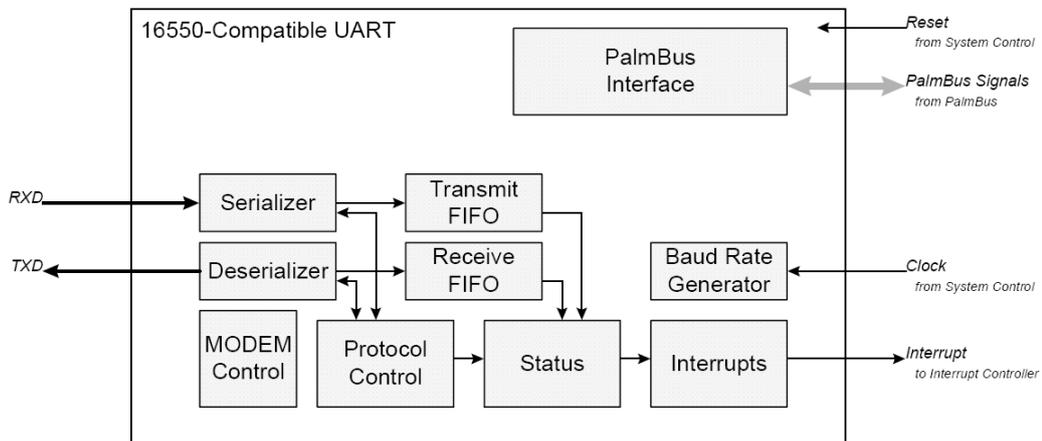 16550-Compatible UART
PalmBus
Interface
Reset
from System Control
PalmBus Signals
from PalmBus
RXD
Serializer
Transmit
FIFO
TXD
Deserializer
Receive
FIFO
Baud Rate
Generator
Clock
from System Control
MODEM
Control
Protocol
Control
Status
Interrupts
Interrupt
to Interrupt Controller